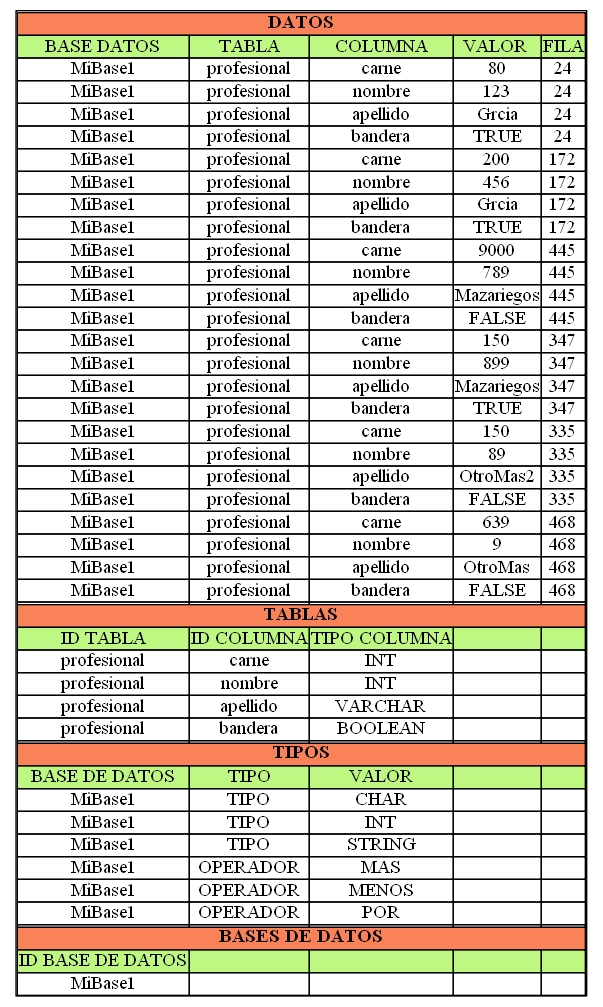 DATOS
BASE DATOS TABLA COLUMNA VALOR FILA
MiBase1 profesional carne 80 24
MiBase1 profesional nombre 123 24
MiBase1 profesional apellido Grcia 24
MiBase1 profesional bandera TRUE 24
MiBase1 profesional carne 200 172
MiBase1 profesional nombre 456 172
MiBase1 profesional apellido Grcia 172
MiBase1 profesional bandera TRUE 172
MiBase1 profesional carne 9000 445
MiBase1 profesional nombre 789 445
MiBase1 profesional apellido Mazariegos 445
MiBase1 profesional bandera FALSE 445
MiBase1 profesional carne 150 347
MiBase1 profesional nombre 899 347
MiBase1 profesional apellido Mazariegos 347
MiBase1 profesional bandera TRUE 347
MiBase1 profesional carne 150 335
MiBase1 profesional nombre 89 335
MiBase1 profesional apellido OtroMas2 335
MiBase1 profesional bandera FALSE 335
MiBase1 profesional carne 639 468
MiBase1 profesional nombre 9 468
MiBase1 profesional apellido OtroMas 468
MiBase1 profesional bandera FALSE 468
TABLAS
ID TABLA ID COLUMNA TIPO COLUMNA
profesional carne INT
profesional nombre INT
profesional apellido VARCHAR
profesional bandera BOOLEAN
TIPOS
BASE DE DATOS TIPO VALOR
MiBase1 TIPO CHAR
MiBase1 TIPO INT
MiBase1 TIPO STRING
MiBase1 OPERADOR MAS
MiBase1 OPERADOR MENOS
MiBase1 OPERADOR POR
BASES DE DATOS
ID BASE DE DATOS
MiBase1